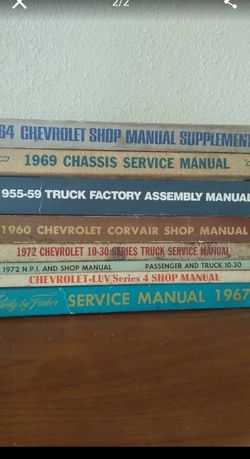 2/2
64 CHEVROLET SHOP MANUAL SUPPLEMENT
1969 CHASSIS SERVICE MANUAL
955-59 TRUCK FACTORY ASSEMBLY MANUAL
1960 CHEVROLET CORVAIR SHOP MANUAL
1972 CHEVROLET 10-30 SERIES TRUCK SERVICE MANUAL
1972 N.P.I. AND SHOP MANUAL PASSENGER AND TRUCK 10-30
CHEVROLET-LUV Series 4 SHOP MANUAL
Body by Fisher SERVICE MANUAL 1967